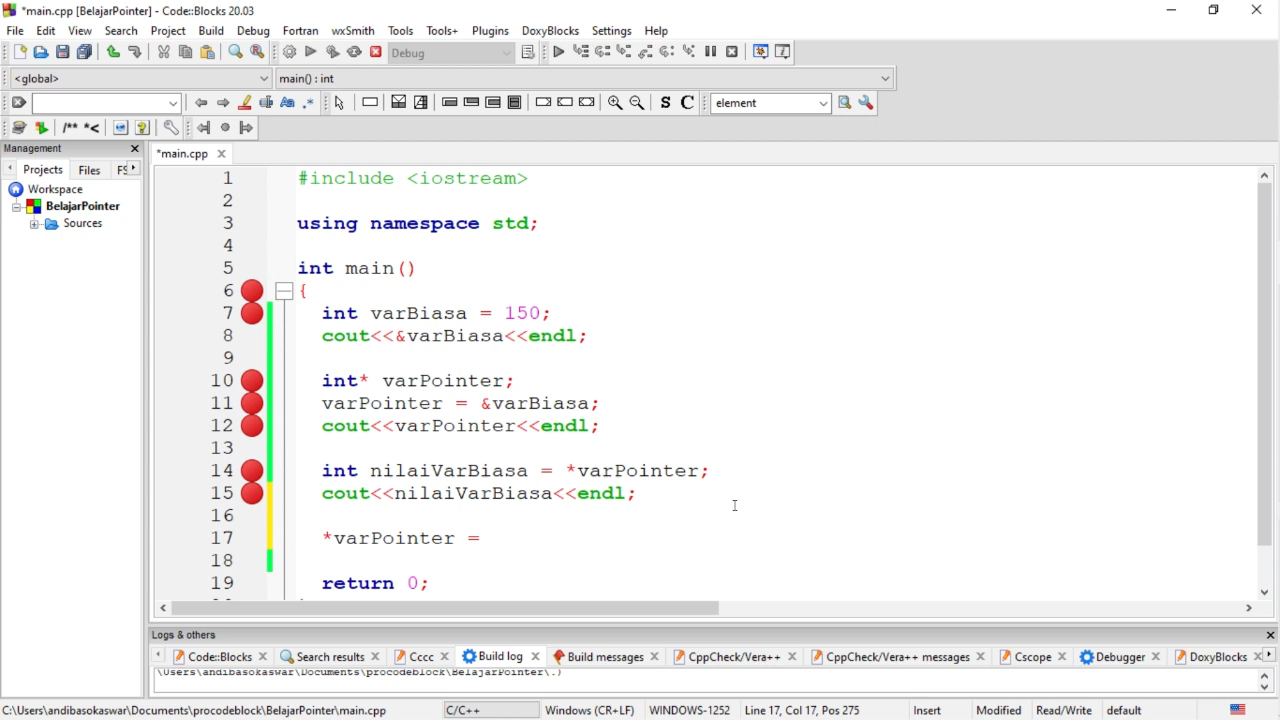 *main.cpp [BelajarPointer] - Code::Blocks 20.03
File Edit View Search Project Build Debug Fortran wxSmith Tools Tools+ Plugins DoxyBlocks Settings Help
Debug
<global> main() : int
/** *< S C element
Management
*main.cpp
Projects Files FS
Workspace
BelajarPointer
Sources
1 #include <iostream>
2
3 using namespace std;
4
5 int main()
6 {
7 int varBiasa = 150;
8 cout<<&varBiasa<<endl;
9
10 int* varPointer;
11 varPointer = &varBiasa;
12 cout<<varPointer<<endl;
13
14 int nilaiVarBiasa = *varPointer;
15 cout<<nilaiVarBiasa<<endl;
16
17 *varPointer =
18
19 return 0;
Logs & others
Code::Blocks Search results Cccc Build log Build messages CppCheck/Vera++ CppCheck/Vera++ messages Cscope Debugger DoxyBlocks
\Users\andibasokaswar\Documents\procodeblock\BelajarPointer\.)
C:\Users\andibasokaswar\Documents\procodeblock\BelajarPointer\main.cpp C/C++ Windows (CR+LF) WINDOWS-1252 Line 17, Col 17, Pos 275 Insert Modified Read/Write default